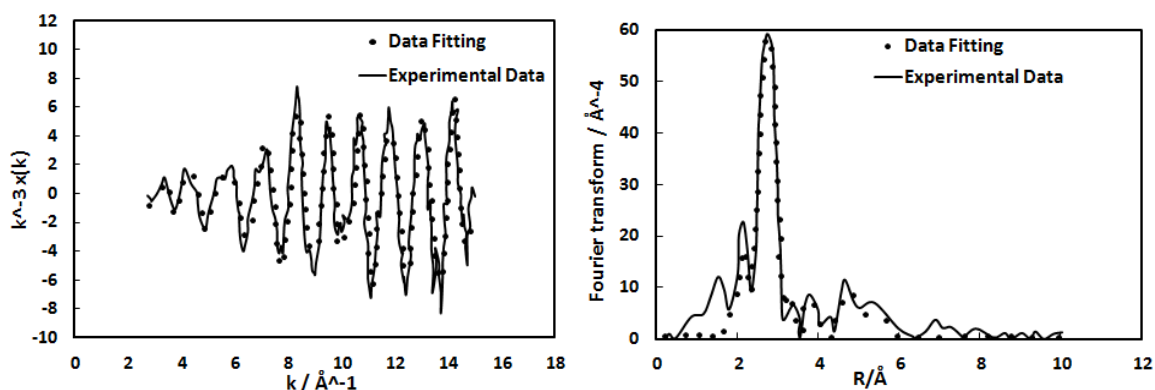 12
10
8
6
4
2
0
-2
-4
-6
-8
-10
k^-3 x(k)
Data Fitting
Experimental Data
0 2 4 6 8 10 12 14 16 18
k / Å^-1
60
50
40
30
20
10
0
Fourier transform / Å^-4
Data Fitting
Experimental Data
0 2 4 6 8 10 12
R/Å